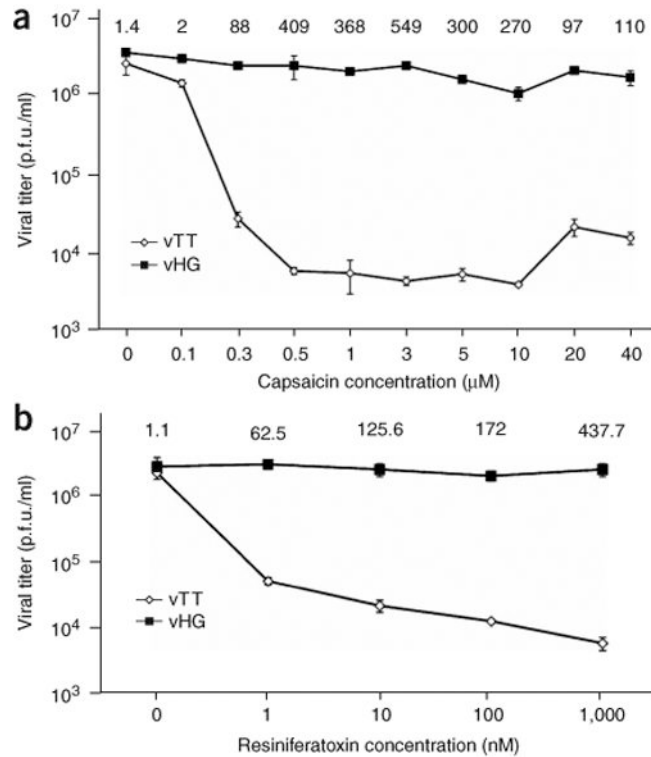 a
1.4 2 88 409 368 549 300 270 97 110
10⁷
10⁶
10⁵
10⁴
10³
Viral titer (p.f.u./ml)
vTT
vHG
0 0.1 0.3 0.5 1 3 5 10 20 40
Capsaicin concentration (μM)
b
1.1 62.5 125.6 172 437.7
10⁷
10⁶
10⁵
10⁴
10³
Viral titer (p.f.u./ml)
vTT
vHG
0 1 10 100 1,000
Resiniferatoxin concentration (nM)